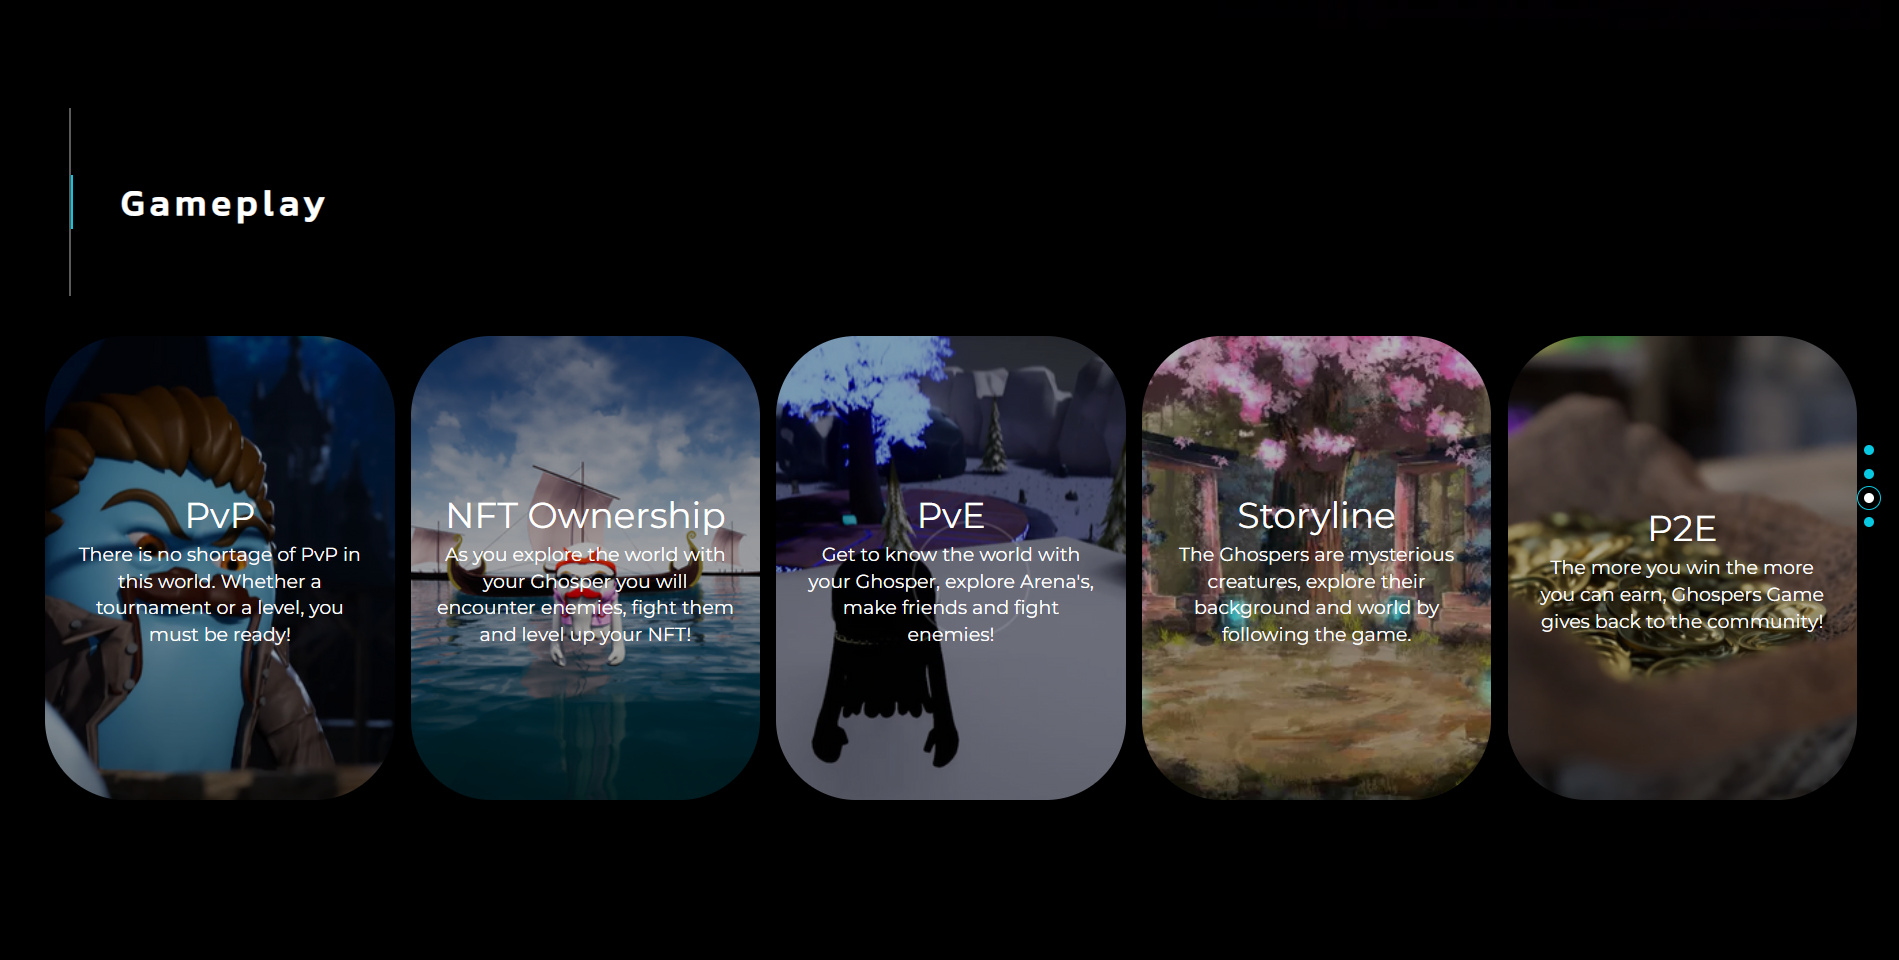 Gameplay
PvP
There is no shortage of PvP in
this world. Whether a
tournament or a level, you
must be ready!
NFT Ownership
As you explore the world with
your Ghosper you will
encounter enemies, fight them
and level up your NFT!
PvE
Get to know the world with
your Ghosper, explore Arena's,
make friends and fight
enemies!
Storyline
The Ghospers are mysterious
creatures, explore their
background and world by
following the game.
P2E
The more you win the more
you can earn, Ghospers Game
gives back to the community!